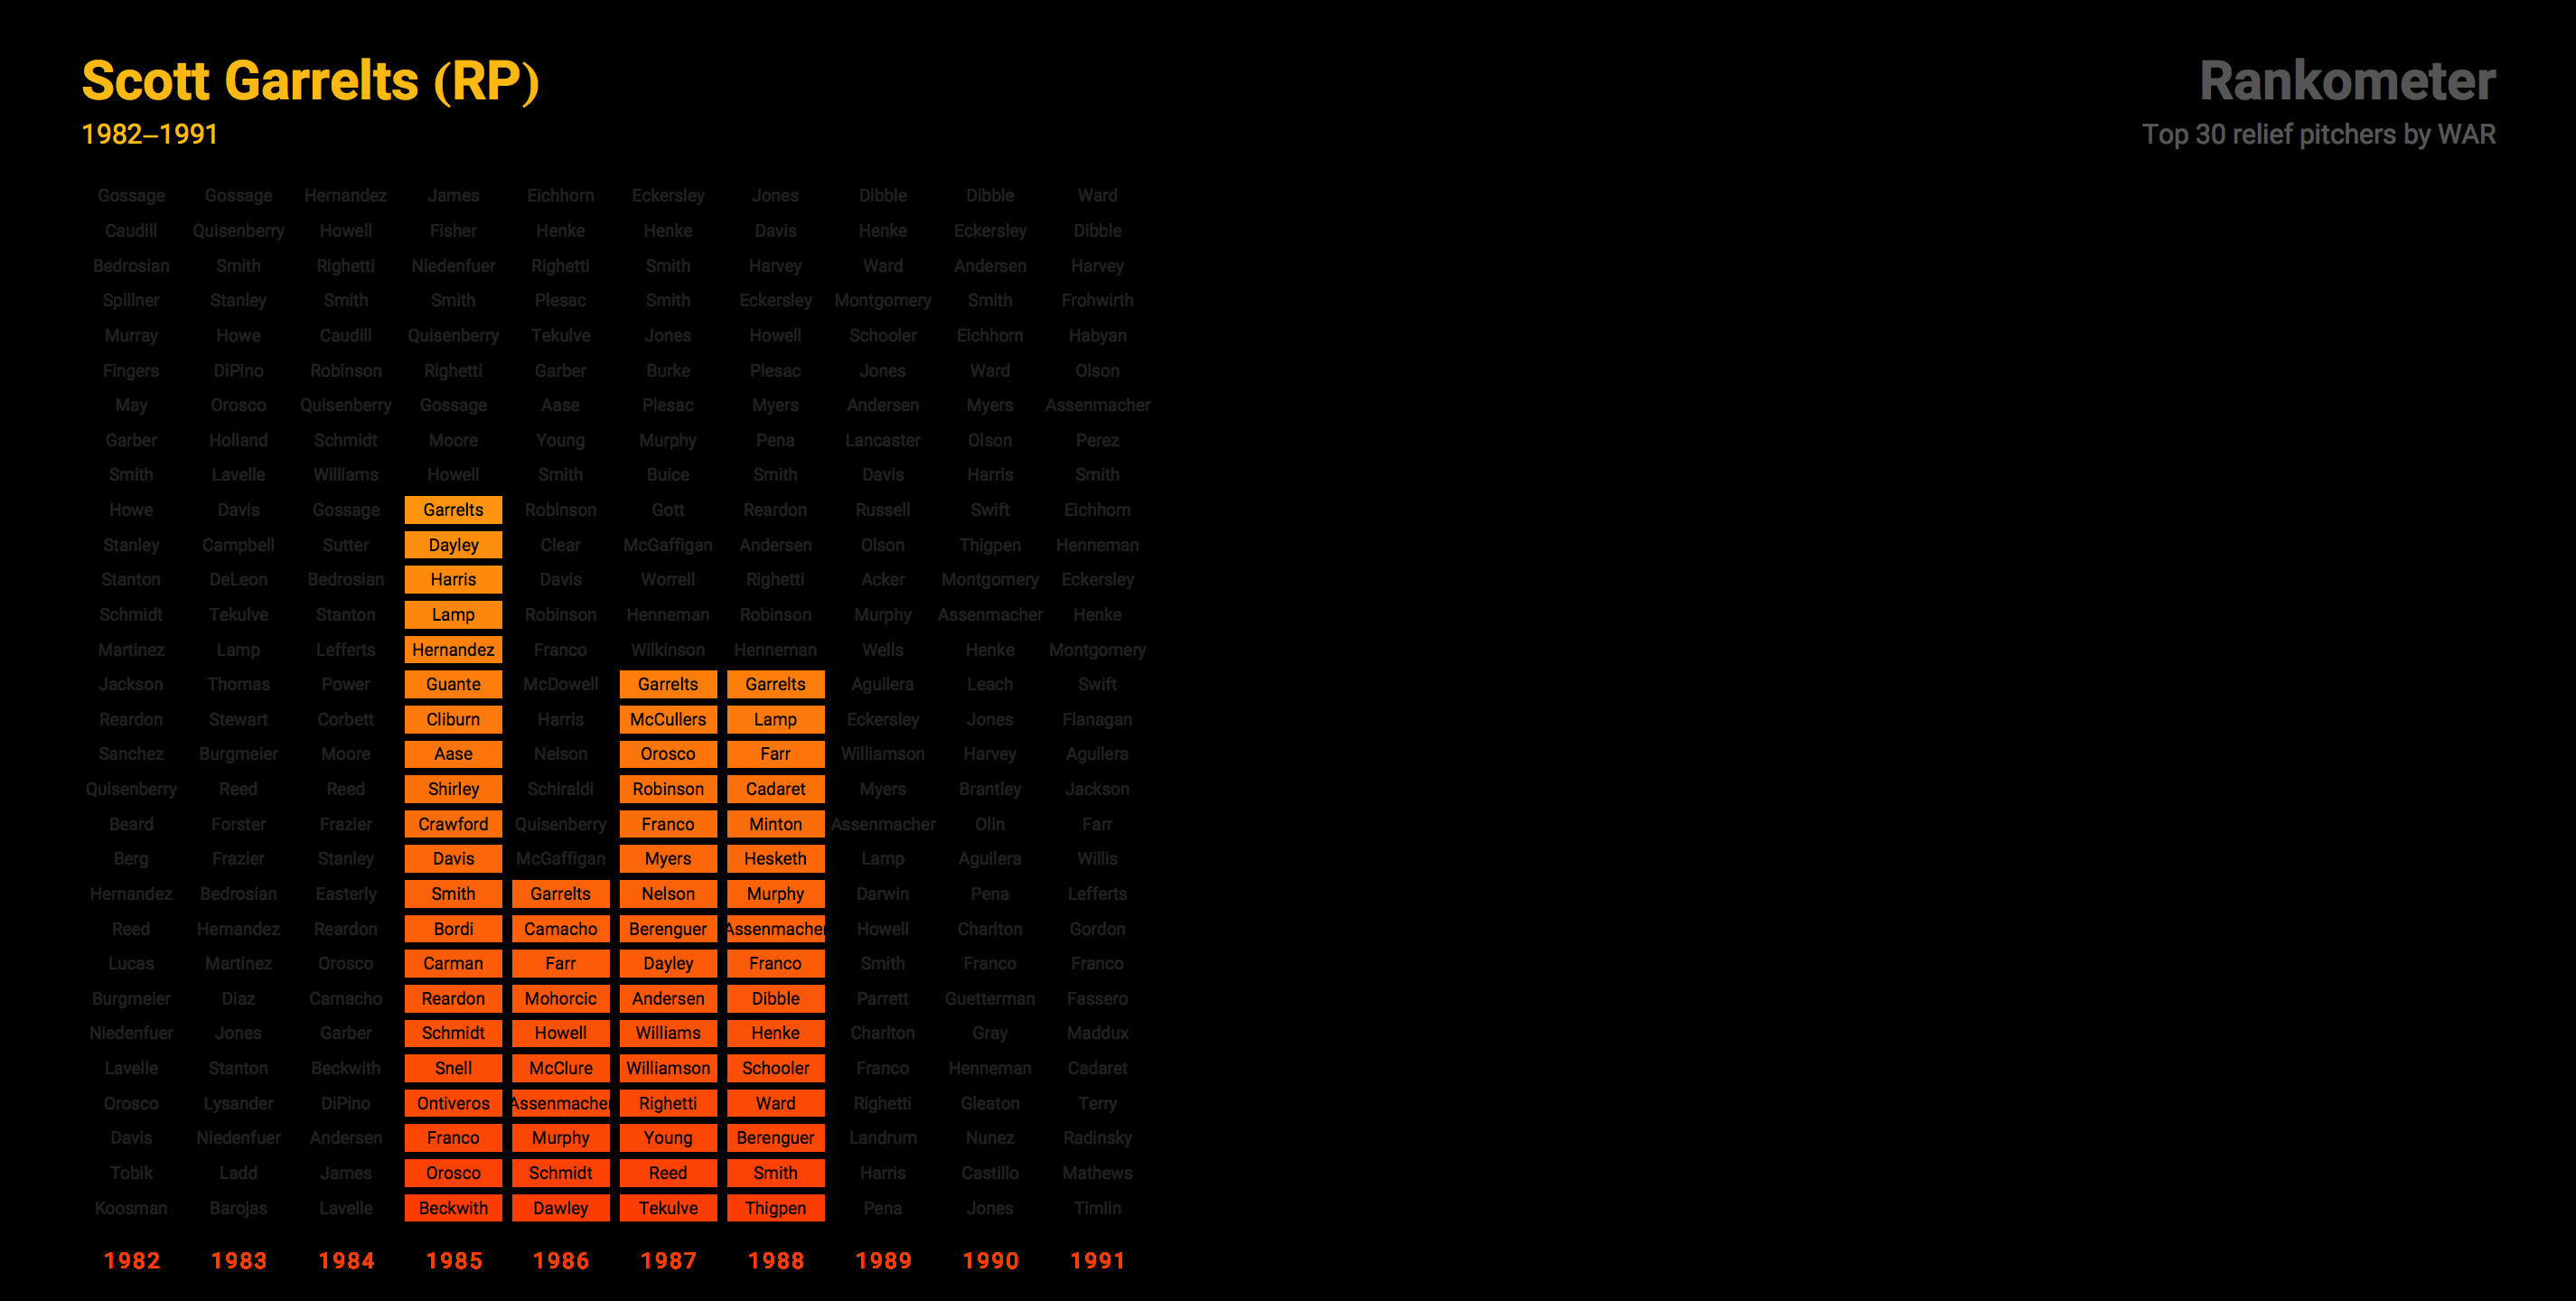 Scott Garrelts (RP)
1982–1991
Rankometer
Top 30 relief pitchers by WAR
Gossage Gossage Hernandez James Eichhorn Eckersley Jones Dibble Dibble Ward
Caudill Quisenberry Howell Fisher Henke Henke Davis Henke Eckersley Dibble
Bedrosian Smith Righetti Niedenfuer Righetti Smith Harvey Ward Andersen Harvey
Spillner Stanley Smith Smith Plesac Smith Eckersley Montgomery Smith Frohwirth
Murray Howe Caudill Quisenberry Tekulve Jones Howell Schooler Eichhorn Habyan
Fingers DiPino Robinson Righetti Garber Burke Plesac Jones Ward Olson
May Orosco Quisenberry Gossage Aase Plesac Myers Andersen Myers Assenmacher
Garber Holland Schmidt Moore Young Murphy Pena Lancaster Olson Perez
Smith Lavelle Williams Howell Smith Buice Smith Davis Harris Smith
Howe Davis Gossage Garrelts Robinson Gott Reardon Russell Swift Eichhorn
Stanley Campbell Sutter Dayley Clear McGaffigan Andersen Olson Thigpen Henneman
Stanton DeLeon Bedrosian Harris Davis Worrell Righetti Acker Montgomery Eckersley
Schmidt Tekulve Stanton Lamp Robinson Henneman Robinson Murphy Assenmacher Henke
Martinez Lamp Lefferts Hernandez Franco Wilkinson Henneman Wells Henke Montgomery
Jackson Thomas Power Guante McDowell Garrelts Garrelts Aguilera Leach Swift
Reardon Stewart Corbett Cliburn Harris McCullers Lamp Eckersley Jones Flanagan
Sanchez Burgmeier Moore Aase Nelson Orosco Farr Williamson Harvey Aguilera
Quisenberry Reed Reed Shirley Schiraldi Robinson Cadaret Myers Brantley Jackson
Beard Forster Frazier Crawford Quisenberry Franco Minton Assenmacher Olin Farr
Berg Frazier Stanley Davis McGaffigan Myers Hesketh Lamp Aguilera Willis
Hernandez Bedrosian Easterly Smith Garrelts Nelson Murphy Darwin Pena Lefferts
Reed Hernandez Reardon Bordi Camacho Berenguer Assenmacher Howell Charlton Gordon
Lucas Martinez Orosco Carman Farr Dayley Franco Smith Franco Franco
Burgmeier Diaz Camacho Reardon Mohorcic Andersen Dibble Parrett Guetterman Fassero
Niedenfuer Jones Garber Schmidt Howell Williams Henke Charlton Gray Maddux
Lavelle Stanton Beckwith Snell McClure Williamson Schooler Franco Henneman Cadaret
Orosco Lysander DiPino Ontiveros Assenmacher Righetti Ward Righetti Gleaton Terry
Davis Niedenfuer Andersen Franco Murphy Young Berenguer Landrum Nunez Radinsky
Tobik Ladd James Orosco Schmidt Reed Smith Harris Castillo Mathews
Koosman Barojas Lavelle Beckwith Dawley Tekulve Thigpen Pena Jones Timlin
1982 1983 1984 1985 1986 1987 1988 1989 1990 1991